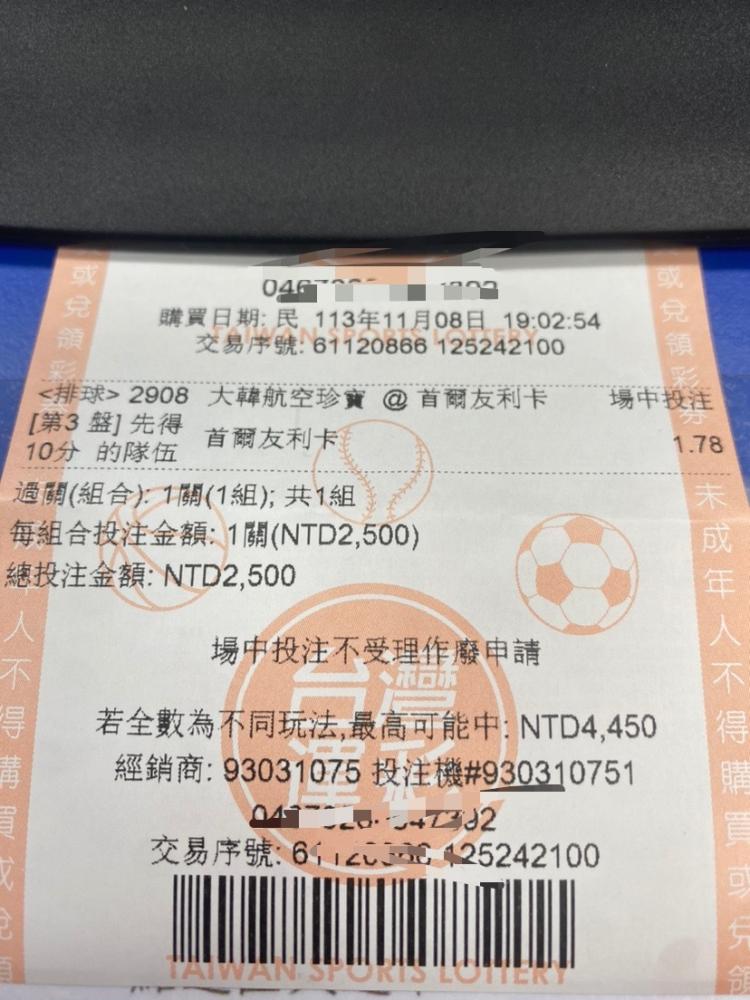 購買日期: 民 113年11月08日 19:02:54
TAIWAN SPORTS LOTTERY
交易序號: 61120866 125242100
<排球> 2908 大韓航空珍寶 @ 首爾友利卡 場中投注
[第3 盤] 先得
10分 的隊伍 首爾友利卡 1.78
過關(組合): 1關(1組); 共1組
每組合投注金額: 1關(NTD2,500)
總投注金額: NTD2,500
場中投注不受理作廢申請
台灣運彩
若全數為不同玩法,最高可能中: NTD4,450
經銷商: 93031075 投注機#930310751
交易序號: 125242100
TAIWAN SPORTS LOTTERY
或兌領彩券
未成年人不得購買或兌領
人不得購買或兌領